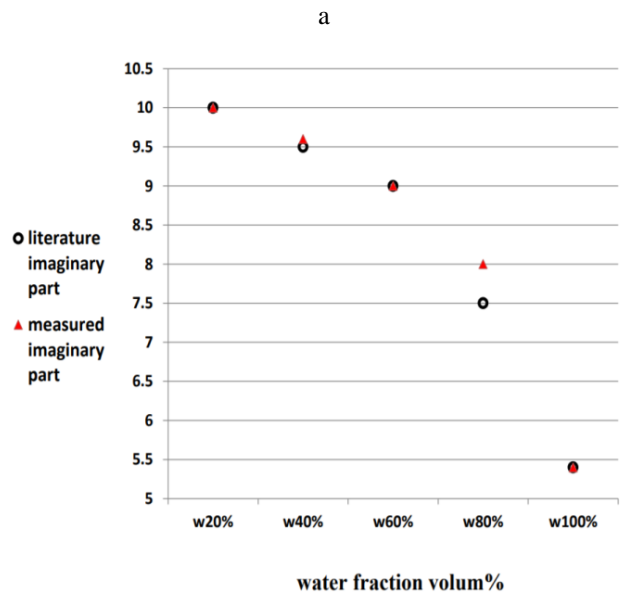 a
10.5
10
9.5
9
8.5
8
7.5
7
6.5
6
5.5
5
literature
imaginary
part
measured
imaginary
part
w20% w40% w60% w80% w100%
water fraction volum%